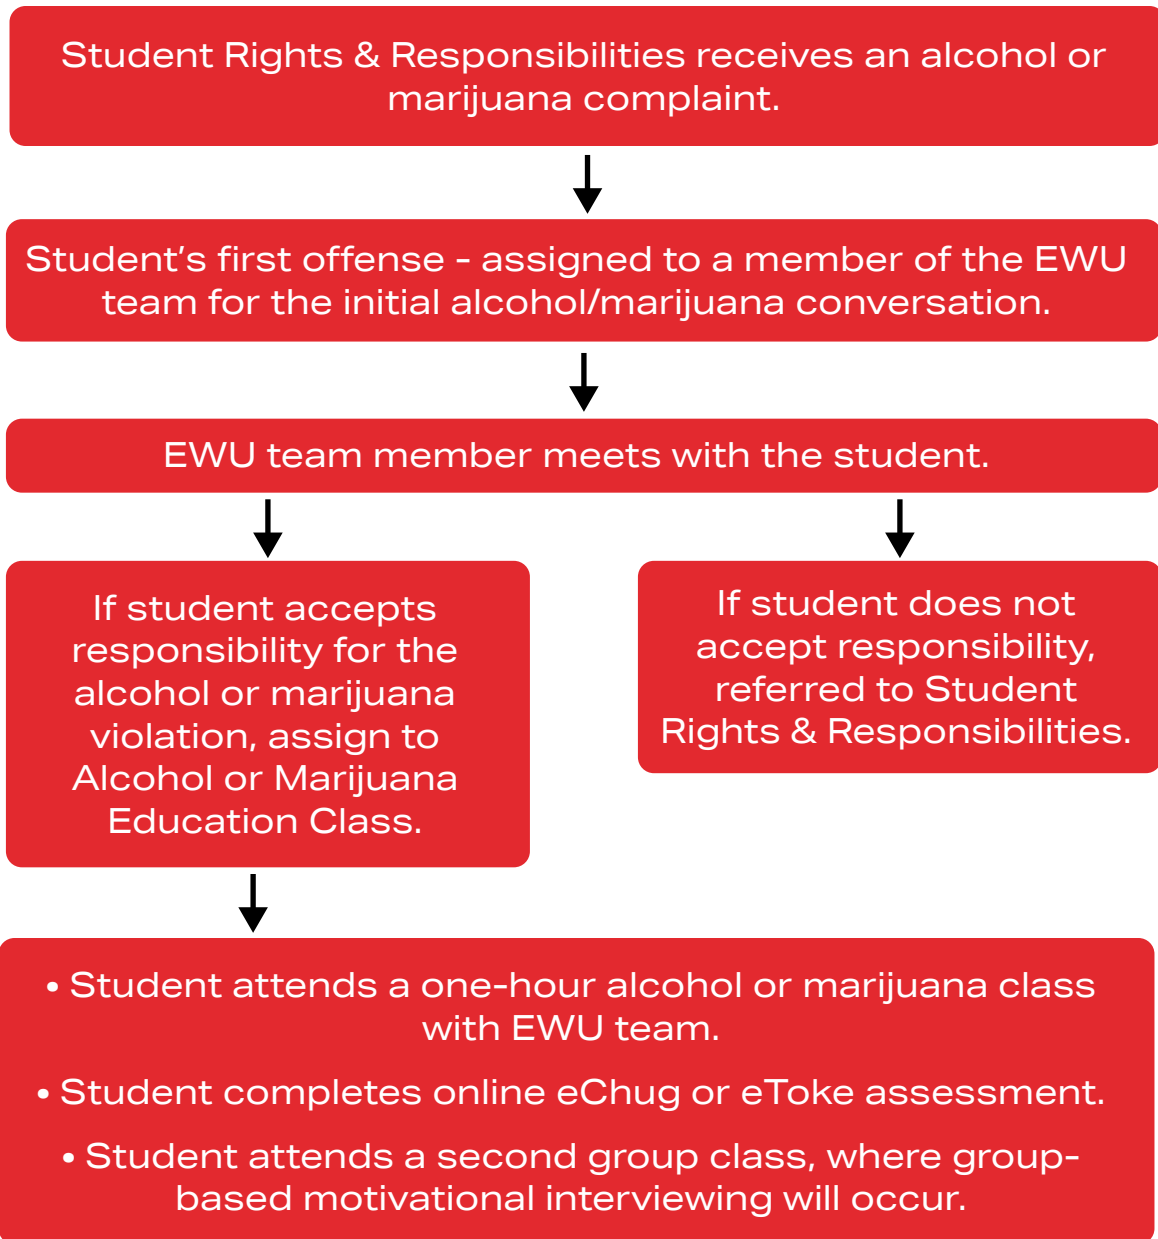 Student Rights & Responsibilities receives an alcohol or
marijuana complaint.
Student’s first offense - assigned to a member of the EWU
team for the initial alcohol/marijuana conversation.
EWU team member meets with the student.
If student accepts
responsibility for the
alcohol or marijuana
violation, assign to
Alcohol or Marijuana
Education Class.
If student does not
accept responsibility,
referred to Student
Rights & Responsibilities.
• Student attends a one-hour alcohol or marijuana class
with EWU team.
• Student completes online eChug or eToke assessment.
• Student attends a second group class, where group-
based motivational interviewing will occur.